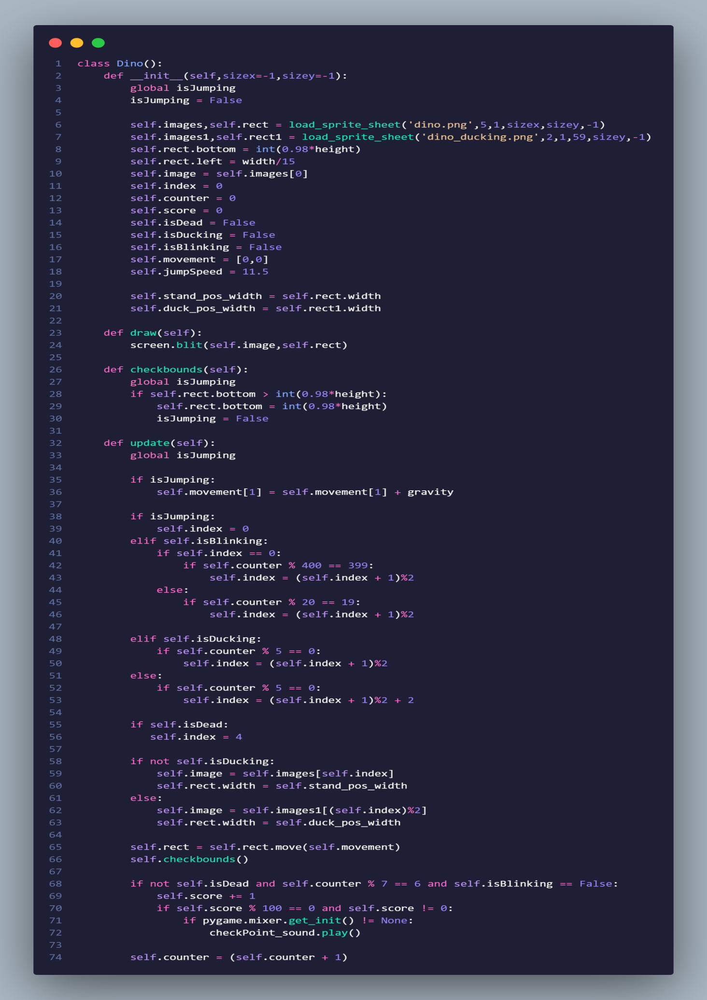 1 class Dino():
2     def __init__(self,sizex=-1,sizey=-1):
3         global isJumping
4         isJumping = False
5
6         self.images,self.rect = load_sprite_sheet('dino.png',5,1,sizex,sizey,-1)
7         self.images1,self.rect1 = load_sprite_sheet('dino_ducking.png',2,1,59,sizey,-1)
8         self.rect.bottom = int(0.98*height)
9         self.rect.left = width/15
10         self.image = self.images[0]
11         self.index = 0
12         self.counter = 0
13         self.score = 0
14         self.isDead = False
15         self.isDucking = False
16         self.isBlinking = False
17         self.movement = [0,0]
18         self.jumpSpeed = 11.5
19
20         self.stand_pos_width = self.rect.width
21         self.duck_pos_width = self.rect1.width
22
23     def draw(self):
24         screen.blit(self.image,self.rect)
25
26     def checkbounds(self):
27         global isJumping
28         if self.rect.bottom > int(0.98*height):
29             self.rect.bottom = int(0.98*height)
30             isJumping = False
31
32     def update(self):
33         global isJumping
34
35         if isJumping:
36             self.movement[1] = self.movement[1] + gravity
37
38         if isJumping:
39             self.index = 0
40         elif self.isBlinking:
41             if self.index == 0:
42                 if self.counter % 400 == 399:
43                     self.index = (self.index + 1)%2
44             else:
45                 if self.counter % 20 == 19:
46                     self.index = (self.index + 1)%2
47
48         elif self.isDucking:
49             if self.counter % 5 == 0:
50                 self.index = (self.index + 1)%2
51         else:
52             if self.counter % 5 == 0:
53                 self.index = (self.index + 1)%2 + 2
54
55         if self.isDead:
56            self.index = 4
57
58         if not self.isDucking:
59             self.image = self.images[self.index]
60             self.rect.width = self.stand_pos_width
61         else:
62             self.image = self.images1[(self.index)%2]
63             self.rect.width = self.duck_pos_width
64
65         self.rect = self.rect.move(self.movement)
66         self.checkbounds()
67
68         if not self.isDead and self.counter % 7 == 6 and self.isBlinking == False:
69             self.score += 1
70             if self.score % 100 == 0 and self.score != 0:
71                 if pygame.mixer.get_init() != None:
72                     checkPoint_sound.play()
73
74         self.counter = (self.counter + 1)